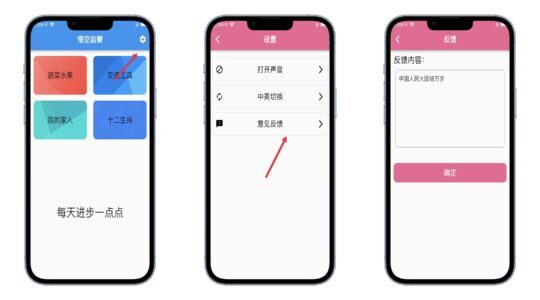 悟空启蒙
蔬菜水果
交通工具
我的家人
十二生肖
每天进步一点点
设置
打开声音
中英切换
意见反馈
反馈
反馈内容:
中国人民大团结万岁
确定